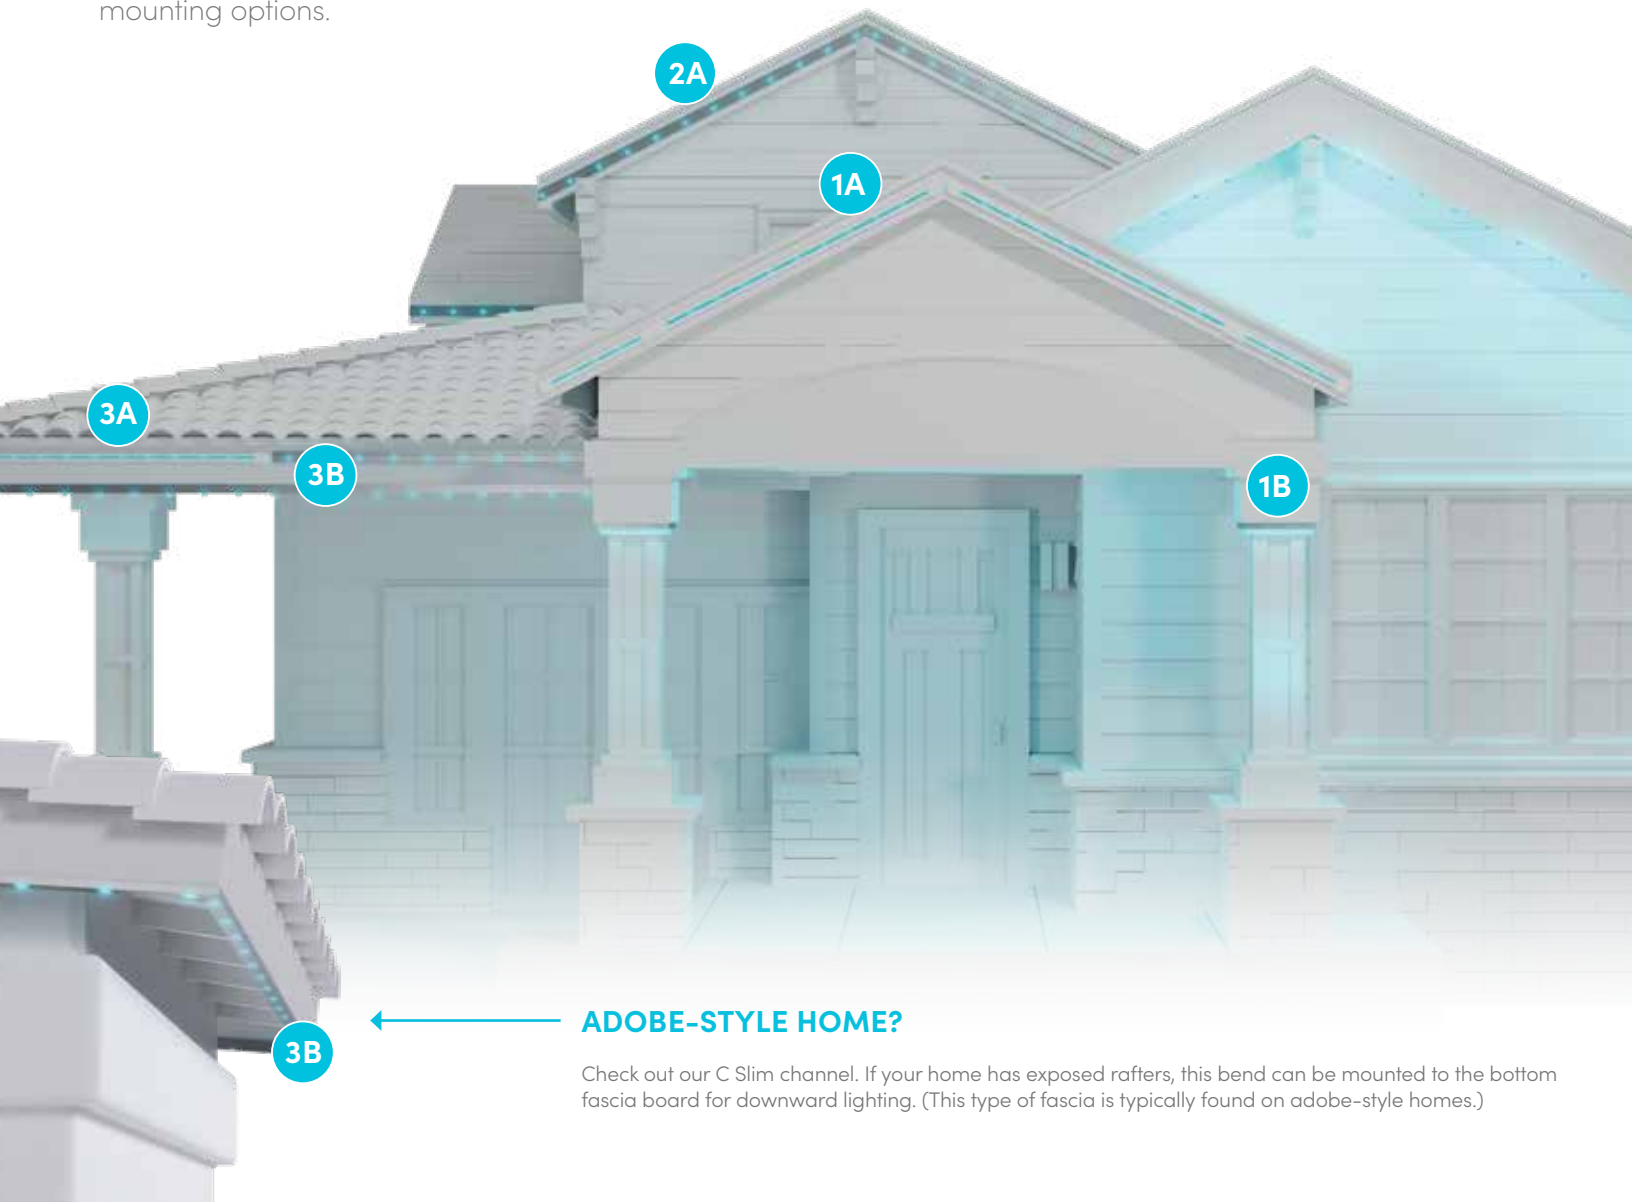 mounting options.
2A
1A
3A
3B
1B
3B
ADOBE-STYLE HOME?
Check out our C Slim channel. If your home has exposed rafters, this bend can be mounted to the bottom
fascia board for downward lighting. (This type of fascia is typically found on adobe-style homes.)